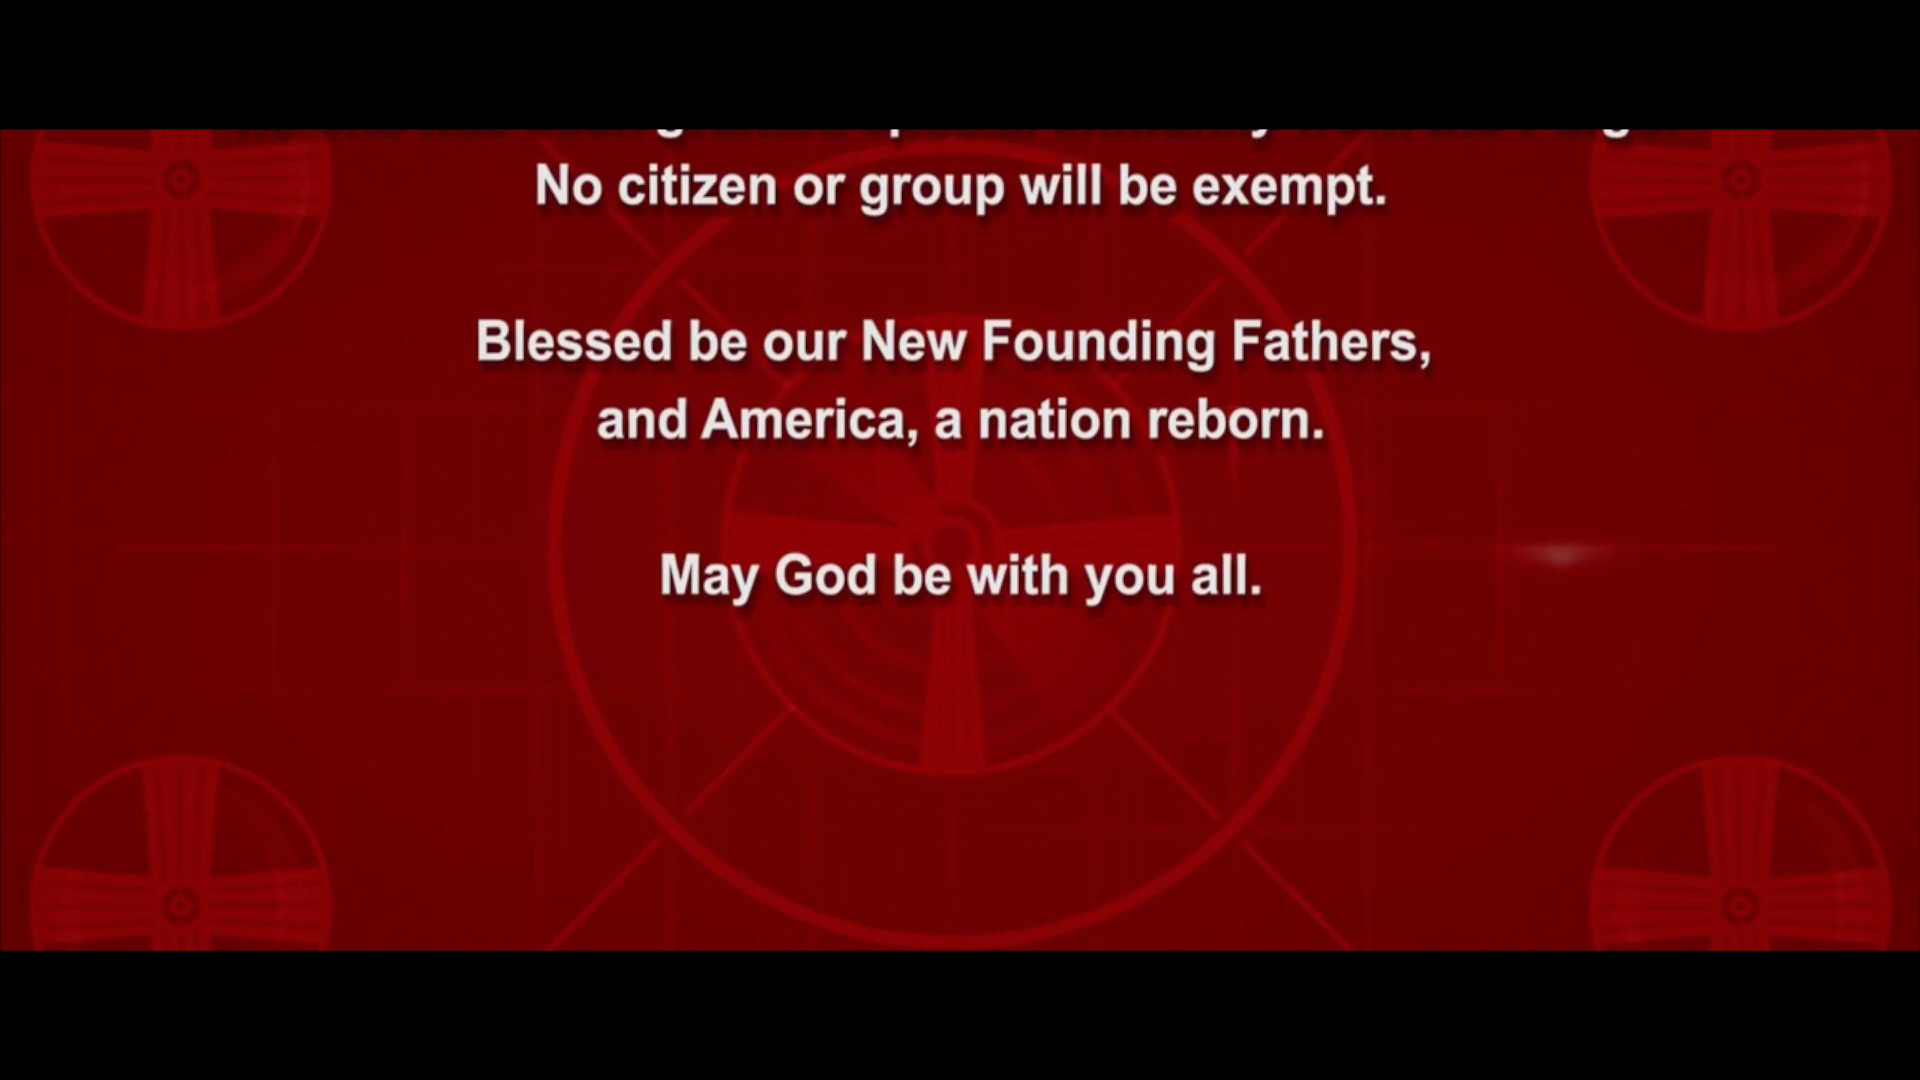 No citizen or group will be exempt.
Blessed be our New Founding Fathers,
and America, a nation reborn.
May God be with you all.